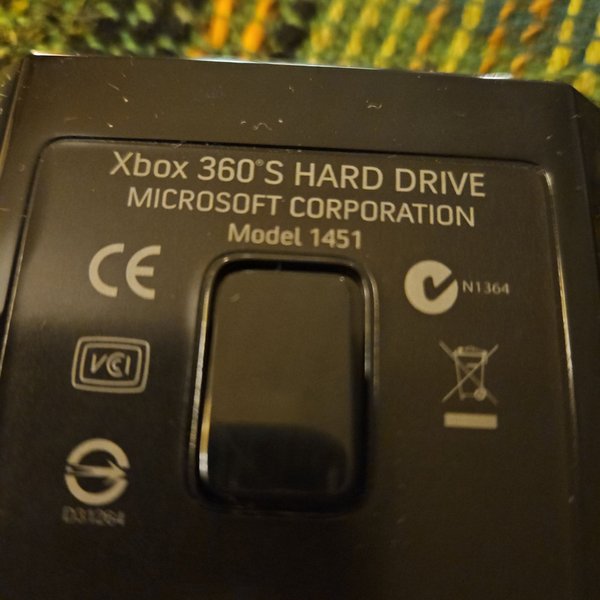 Xbox 360®S HARD DRIVE
MICROSOFT CORPORATION
Model 1451
CE
N1364
VCI
D31264